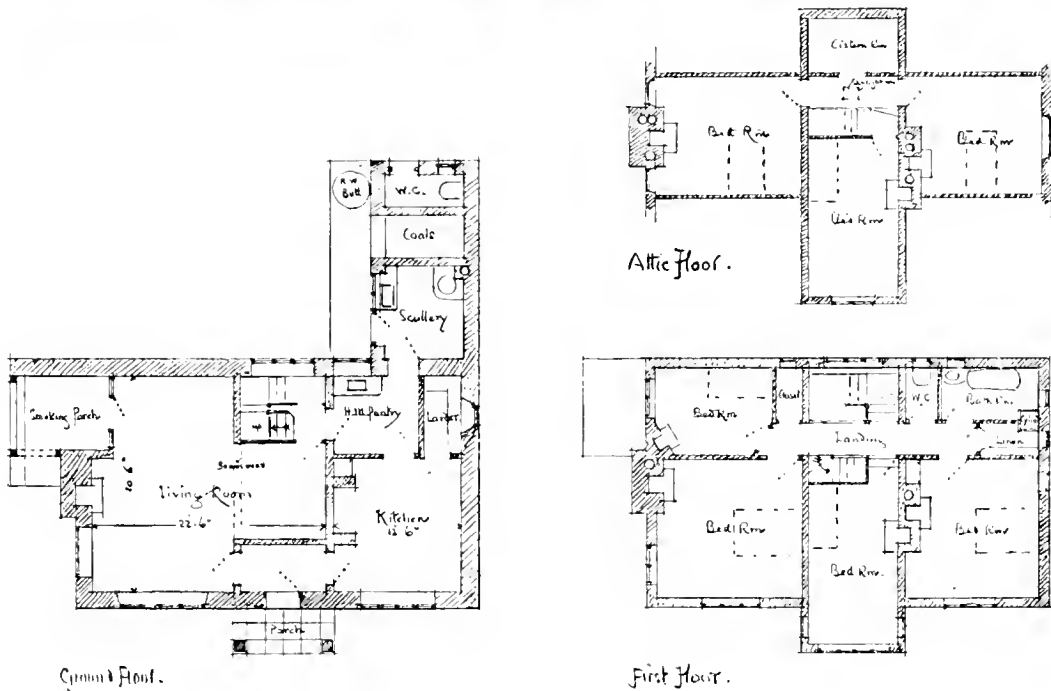 R.W.
Butt
W.C.
Coals
Scullery
Smoking Porch
H.M. Pantry
Larder
20'.6"
Living Room
22'.6"
Kitchen
Porch
Ground Floor.
Cistern Rm
Bed Rm
Bed Rm
Attic Floor.
Bed Rm
Closet
W.C
Bath Rm
Linen
Landing
Bed Rm
Bed Rm.
Bed Rm
First Floor.